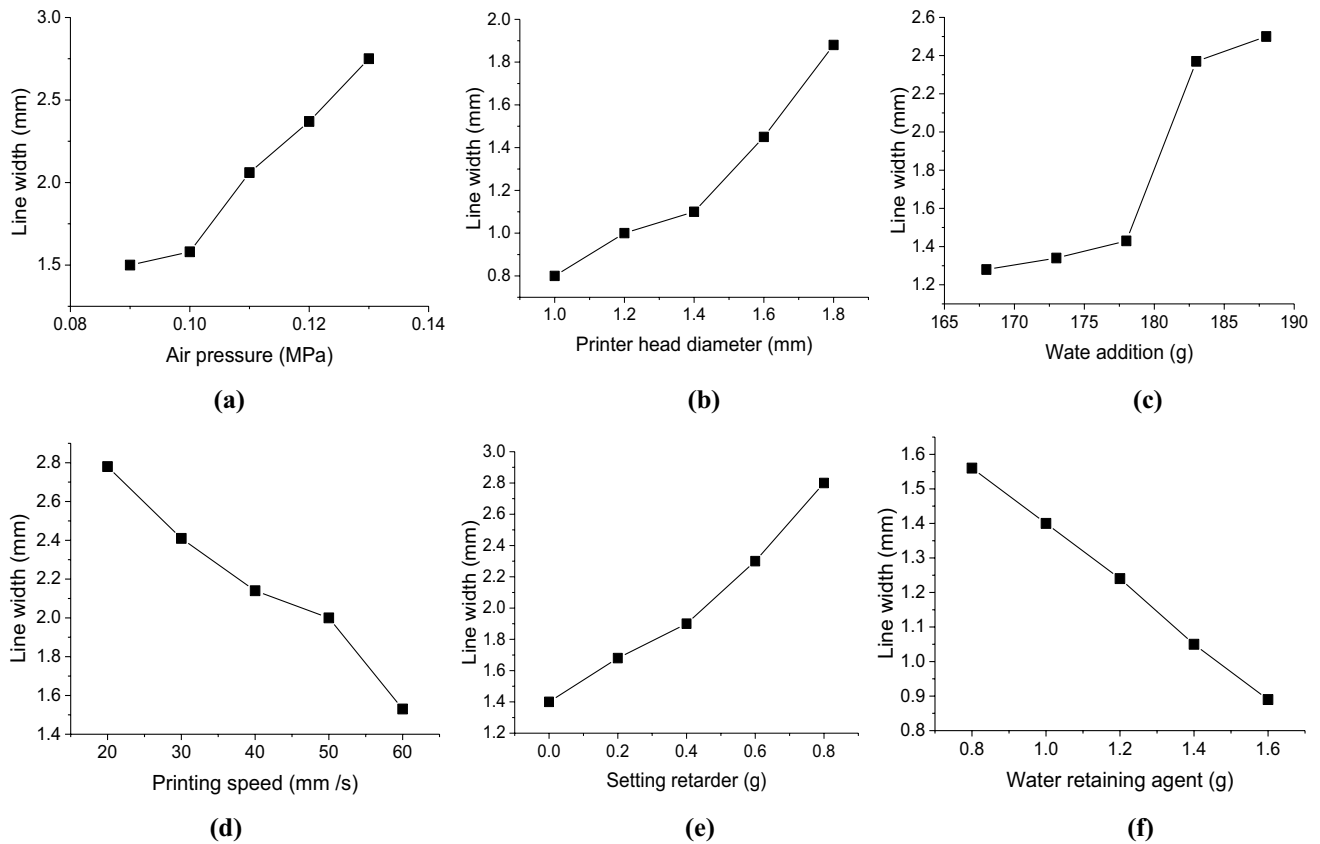 3.0
2.5
2.0
1.5
Line width (mm)
0.08 0.10 0.12 0.14
Air pressure (MPa)
(a)
2.0
1.8
1.6
1.4
1.2
1.0
0.8
Line width (mm)
1.0 1.2 1.4 1.6 1.8
Printer head diameter (mm)
(b)
2.6
2.4
2.2
2.0
1.8
1.6
1.4
1.2
Line width (mm)
165 170 175 180 185 190
Wate addition (g)
(c)
2.8
2.6
2.4
2.2
2.0
1.8
1.6
1.4
Line width (mm)
20 30 40 50 60
Printing speed (mm /s)
(d)
3.0
2.8
2.6
2.4
2.2
2.0
1.8
1.6
1.4
1.2
Line width (mm)
0.0 0.2 0.4 0.6 0.8
Setting retarder (g)
(e)
1.6
1.5
1.4
1.3
1.2
1.1
1.0
0.9
0.8
Line width (mm)
0.8 1.0 1.2 1.4 1.6
Water retaining agent (g)
(f)